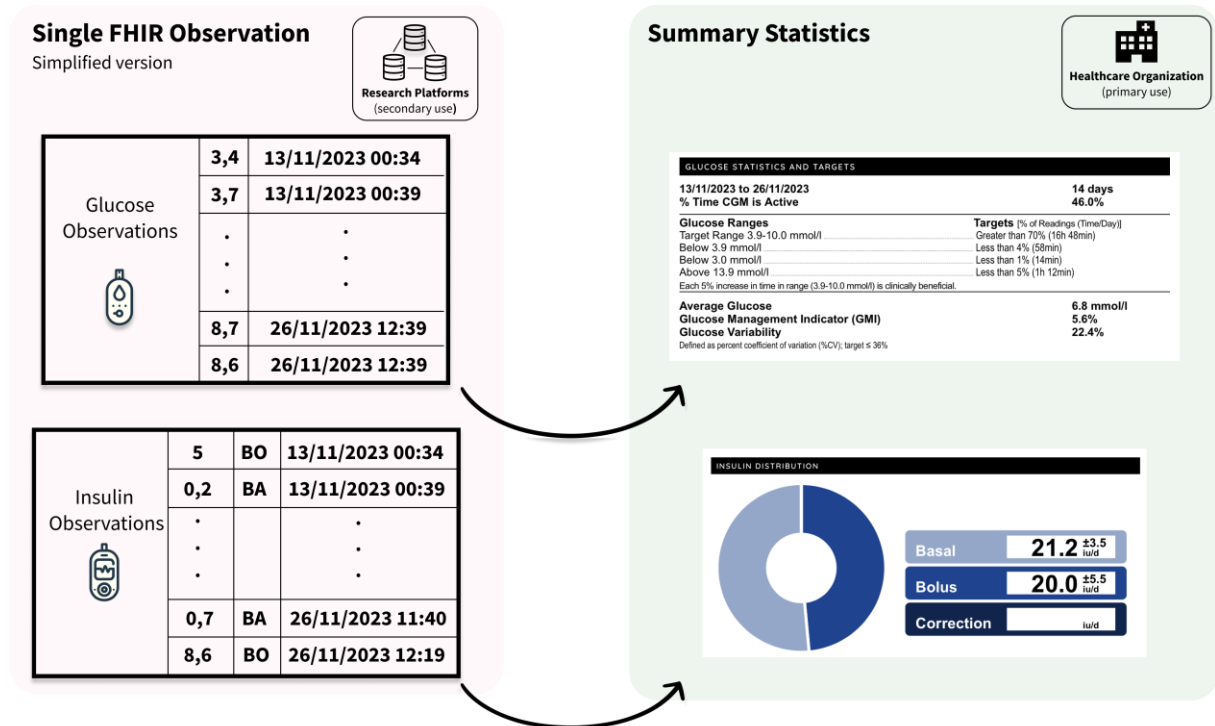 Single FHIR Observation
Simplified version
Research Platforms
(secondary use)
Glucose
Observations
3,4 13/11/2023 00:34
3,7 13/11/2023 00:39
8,7 26/11/2023 12:39
8,6 26/11/2023 12:39
Insulin
Observations
5 BO 13/11/2023 00:34
0,2 BA 13/11/2023 00:39
0,7 BA 26/11/2023 11:40
8,6 BO 26/11/2023 12:19
Summary Statistics
Healthcare Organization
(primary use)
GLUCOSE STATISTICS AND TARGETS
13/11/2023 to 26/11/2023 14 days
% Time CGM is Active 46.0%
Glucose Ranges Targets [% of Readings (Time/Day)]
Target Range 3.9-10.0 mmol/l Greater than 70% (16h 48min)
Below 3.9 mmol/l Less than 4% (58min)
Below 3.0 mmol/l Less than 1% (14min)
Above 13.9 mmol/l Less than 5% (1h 12min)
Each 5% increase in time in range (3.9-10.0 mmol/l) is clinically beneficial.
Average Glucose 6.8 mmol/l
Glucose Management Indicator (GMI) 5.6%
Glucose Variability 22.4%
Defined as percent coefficient of variation (%CV); target ≤ 36%
INSULIN DISTRIBUTION
Basal 21.2 ±3.5 iu/d
Bolus 20.0 ±5.5 iu/d
Correction iu/d